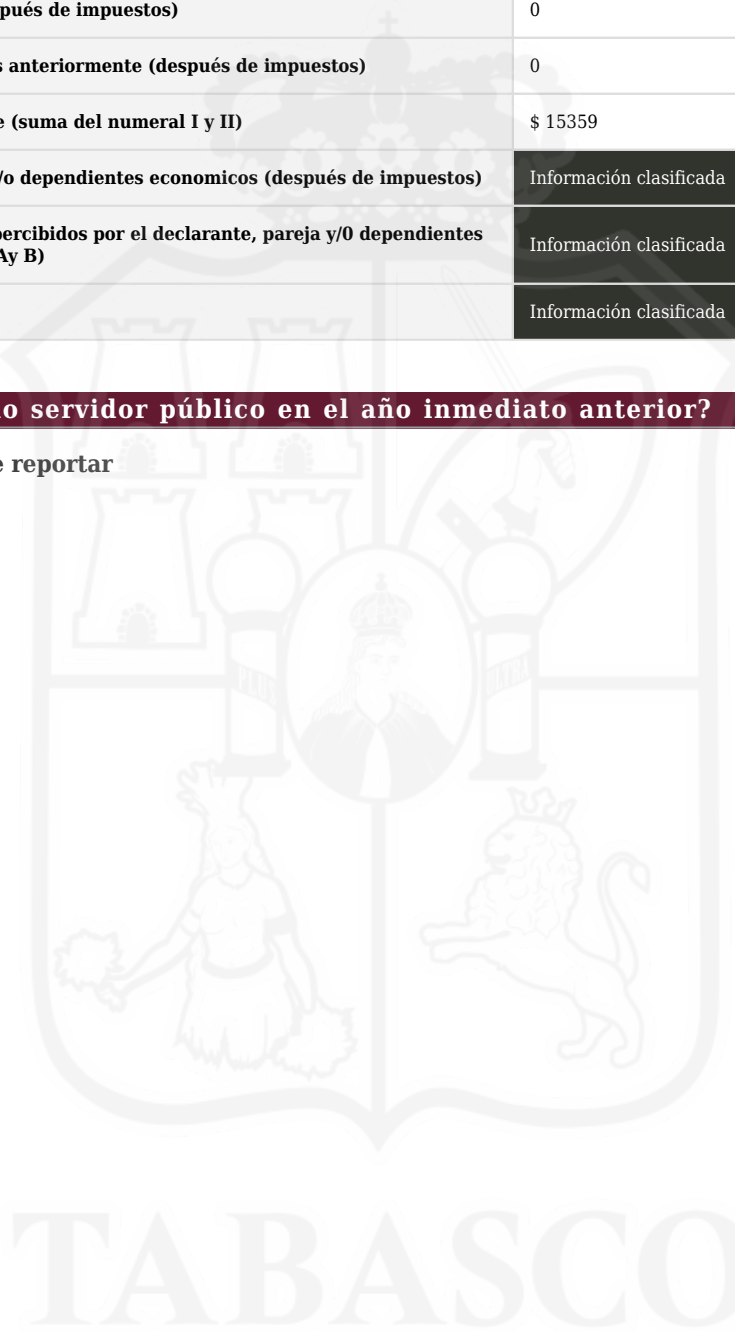 pués de impuestos)
0
s anteriormente (después de impuestos)
0
e (suma del numeral I y II)
$ 15359
/o dependientes economicos (después de impuestos)
Información clasificada
percibidos por el declarante, pareja y/0 dependientes
Ay B)
Información clasificada
Información clasificada
o servidor público en el año inmediato anterior?
e reportar
PLUS
ULTRA
TABASCO